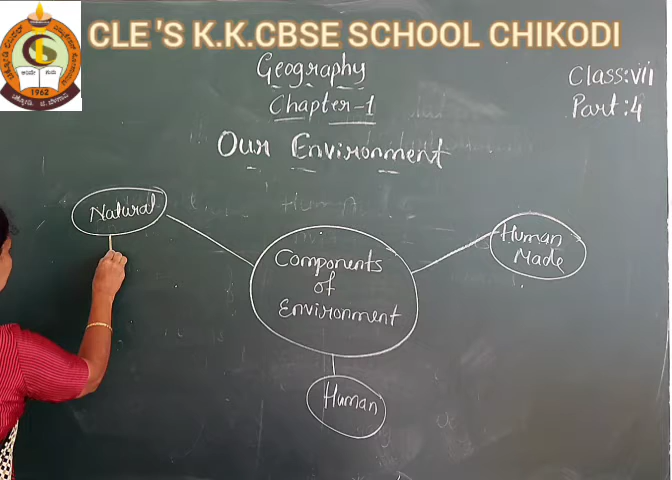 CLE'S K.K.CBSE SCHOOL CHIKODI
Geography
Class:vii
Chapter-1
Part:4
Our Environment
Natural
Human
Made
Components
of
Environment
Human
1962